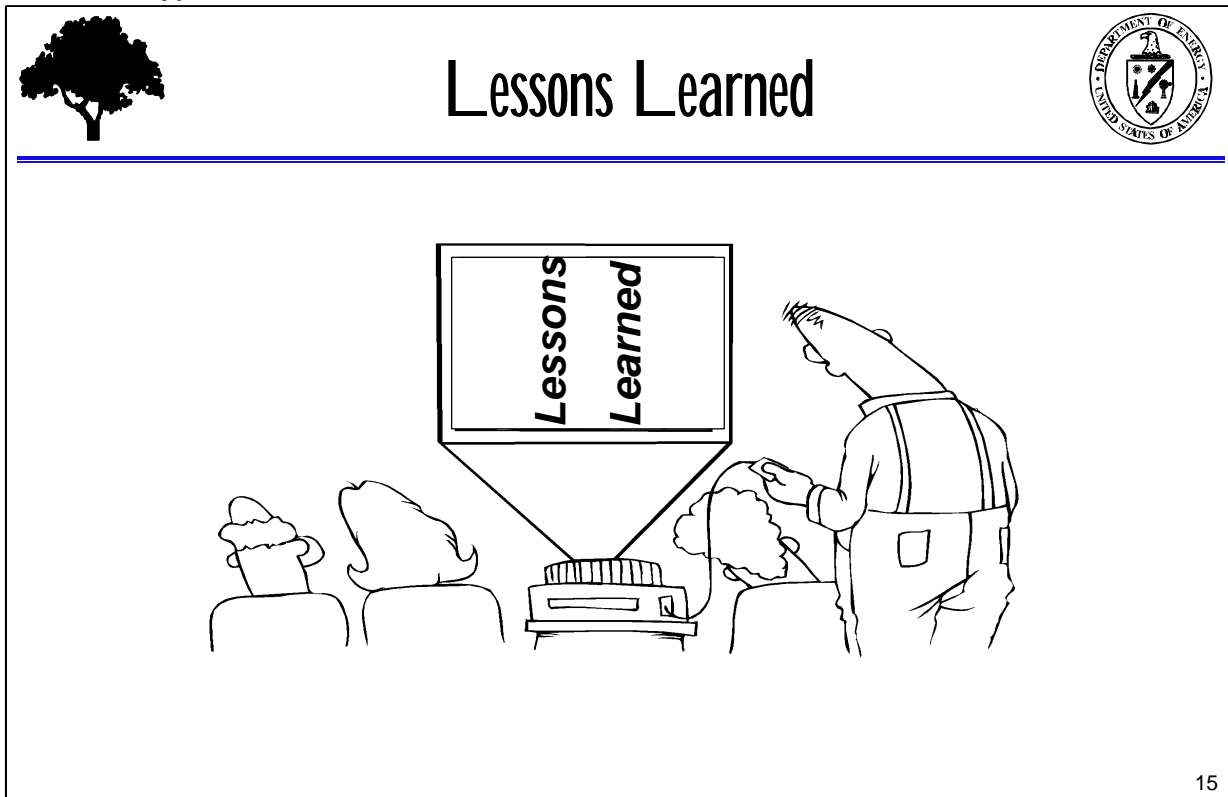 Lessons Learned
DEPARTMENT OF ENERGY
UNITED STATES OF AMERICA
Lessons
Learned
15